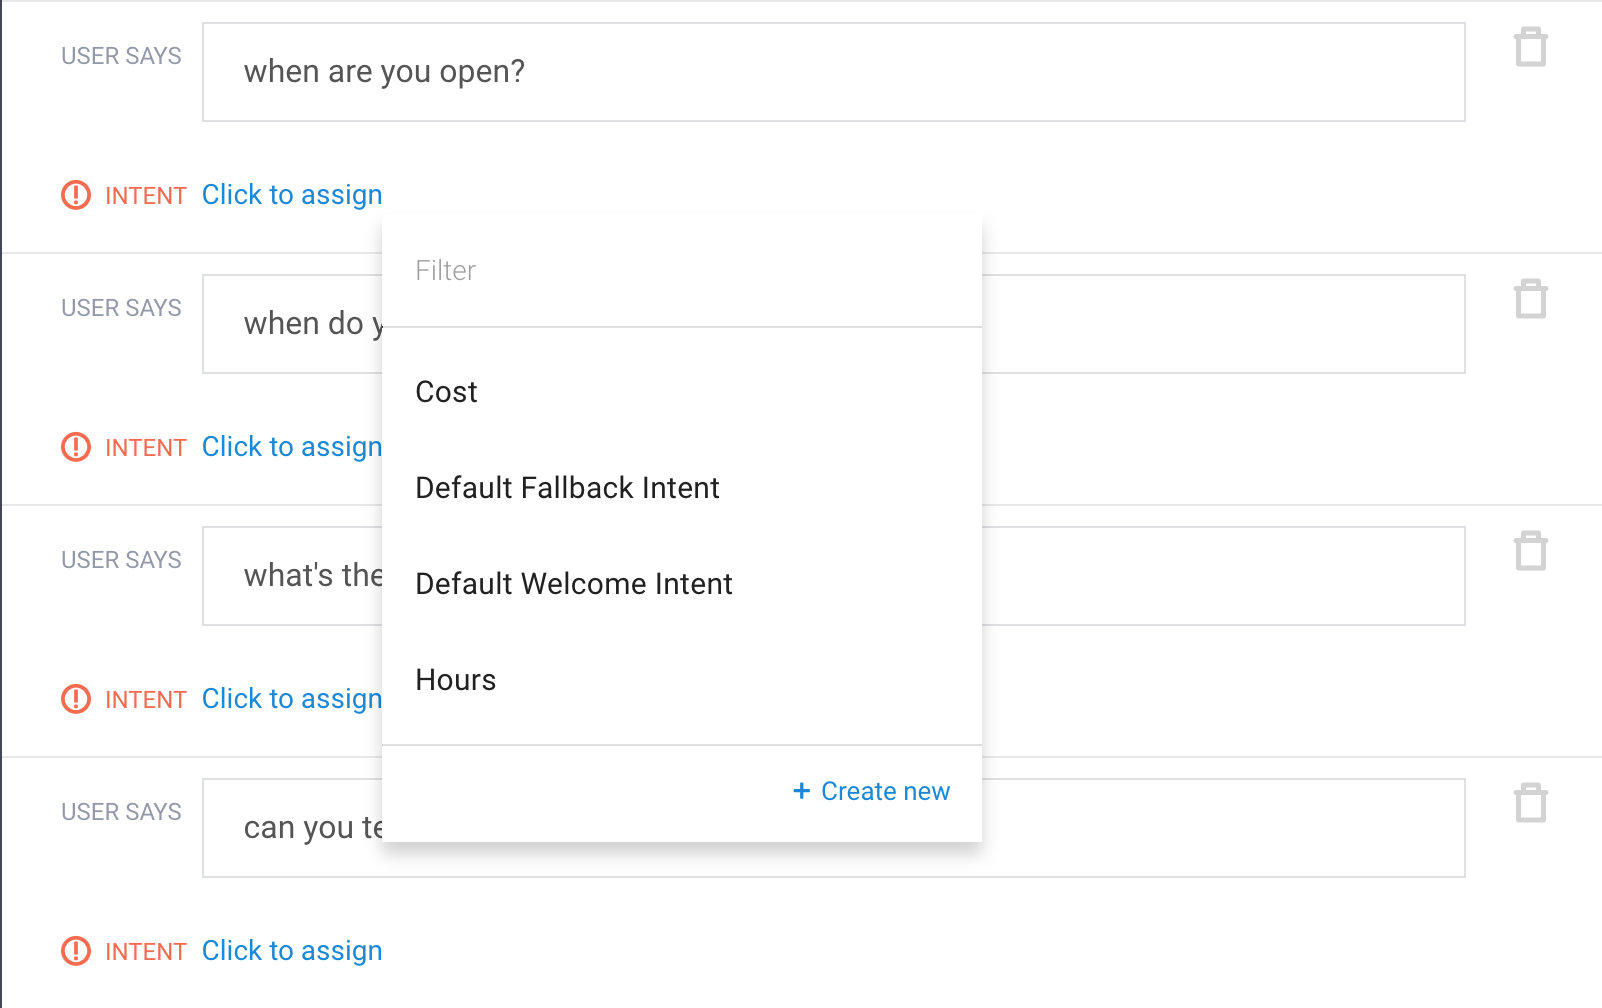 USER SAYS when are you open?
INTENT Click to assign
Filter
USER SAYS when do
Cost
INTENT Click to assign
Default Fallback Intent
USER SAYS what's the
Default Welcome Intent
Hours
INTENT Click to assign
+ Create new
USER SAYS can you
INTENT Click to assign